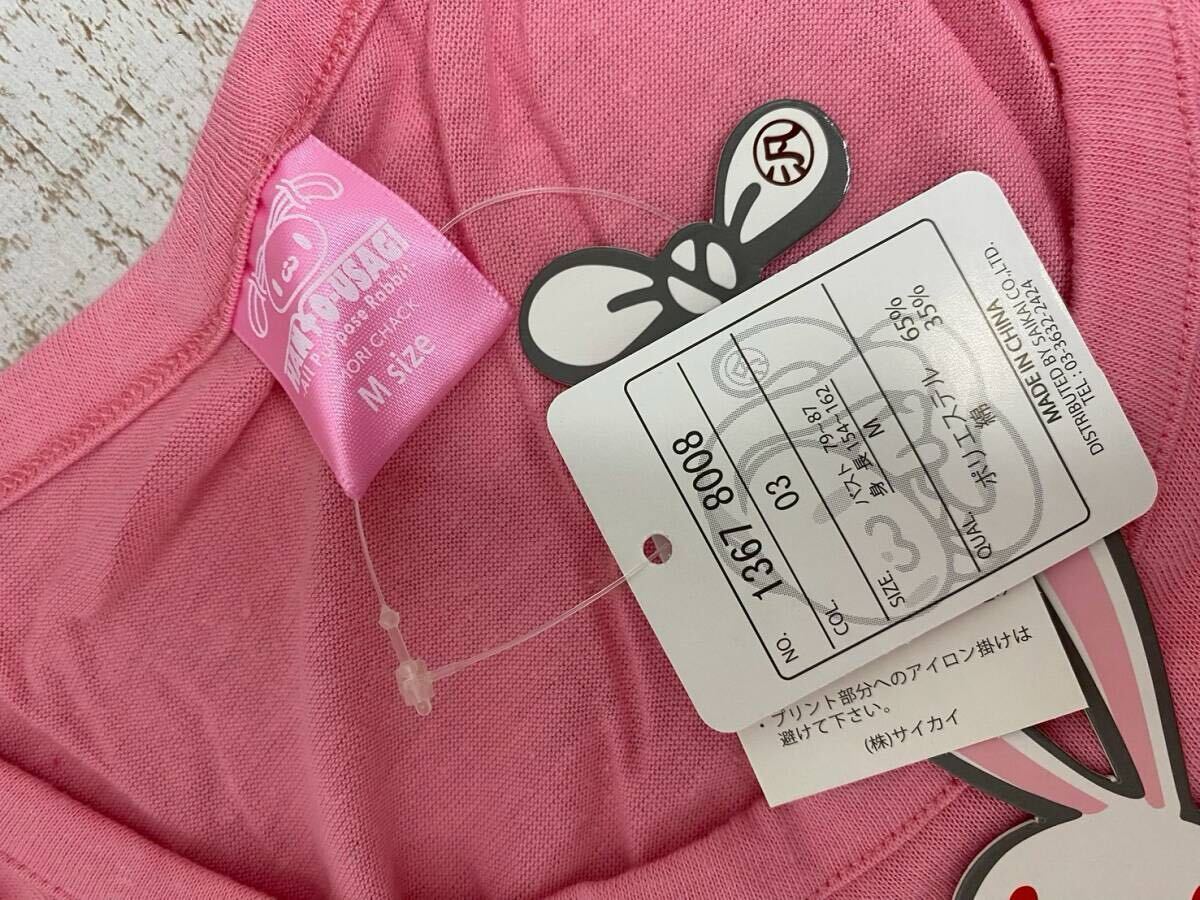 HAN⚡O·USAGI
All Purpose Rabbit
MORI CHACK
M size
汎
NO. 1367 8008
COL. 03
SIZE. バスト 79~87
身 長 154~162
M
QUAL. ポリエステル 65%
綿 35%
MADE IN CHINA
DISTRIBUTED BY SAIKAI CO.,LTD.
TEL : 03-3632-2424
・プリント部分へのアイロン掛けは
避けて下さい。
(株)サイカイ